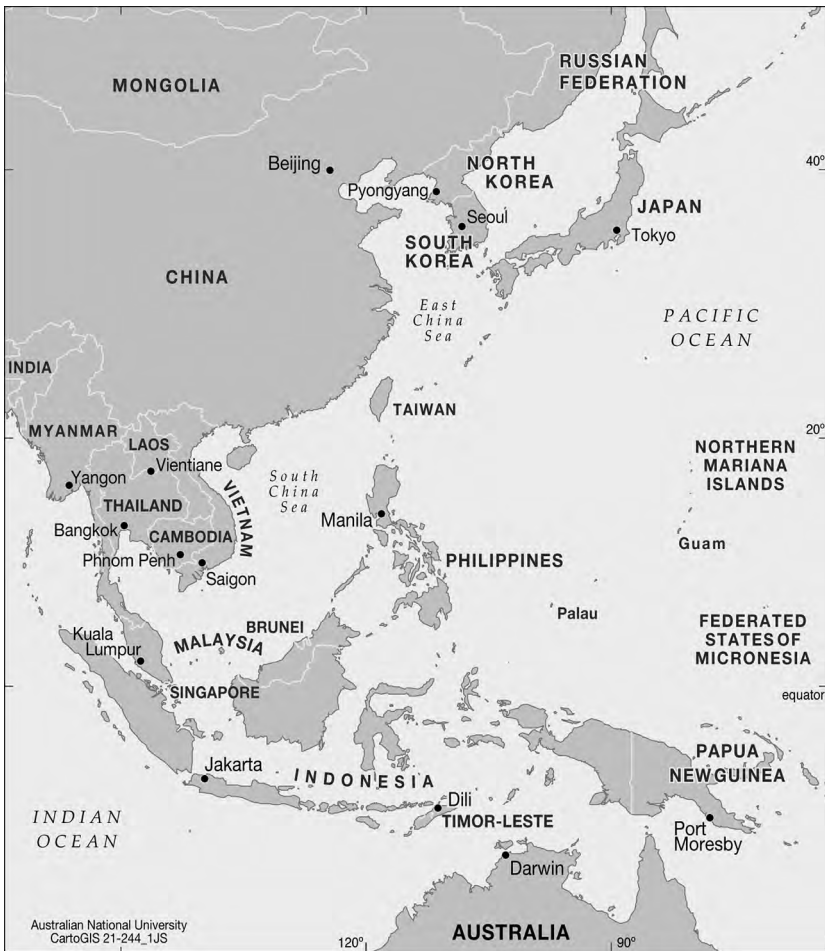 RUSSIAN
FEDERATION
MONGOLIA
Beijing
NORTH
KOREA
40°
Pyongyang
JAPAN
Seoul
Tokyo
SOUTH
KOREA
CHINA
East
China
Sea
PACIFIC
OCEAN
INDIA
TAIWAN
MYANMAR
20°
LAOS
NORTHERN
MARIANA
ISLANDS
Vientiane
Yangon
South
China
Sea
THAILAND
VIETNAM
Manila
Bangkok
CAMBODIA
Guam
Phnom Penh
PHILIPPINES
Saigon
Palau
FEDERATED
STATES OF
MICRONESIA
BRUNEI
Kuala
Lumpur
MALAYSIA
SINGAPORE
equator
PAPUA
NEW GUINEA
Jakarta
INDONESIA
Dili
TIMOR-LESTE
INDIAN
OCEAN
Port
Moresby
Darwin
Australian National University
CartoGIS 21-244_1JS
AUSTRALIA
120°
90°